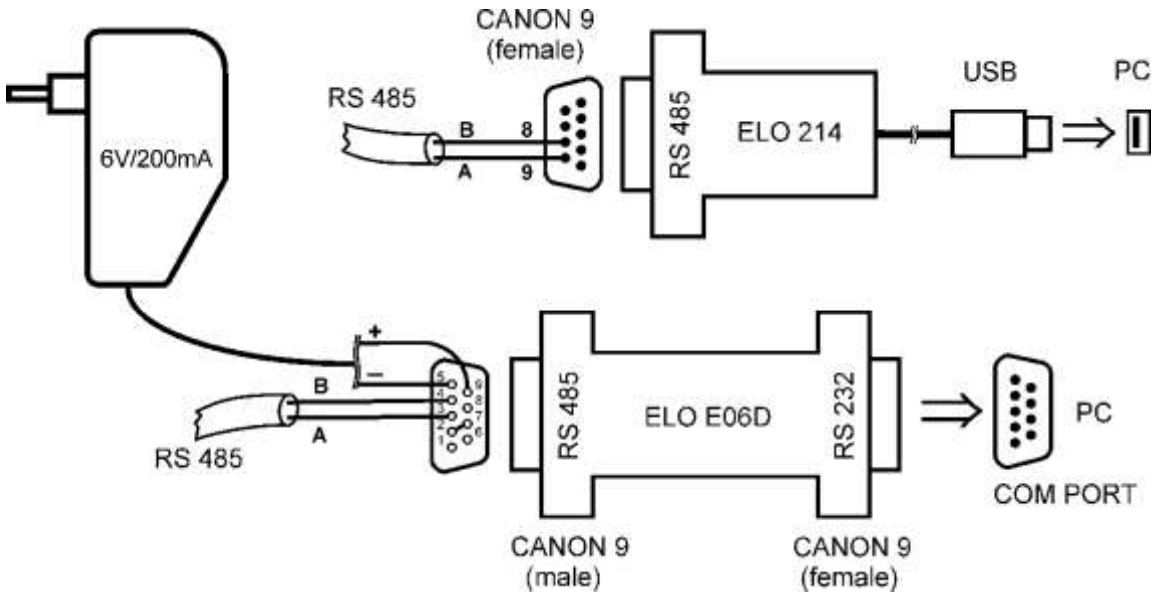 CANON 9
(female)
USB
PC
RS 485
B
8
A
9
RS 485
ELO 214
6V/200mA
+
−
B
A
RS 485
5
4
3
2
1
9
8
7
6
RS 485
ELO E06D
RS 232
PC
COM PORT
CANON 9
(male)
CANON 9
(female)